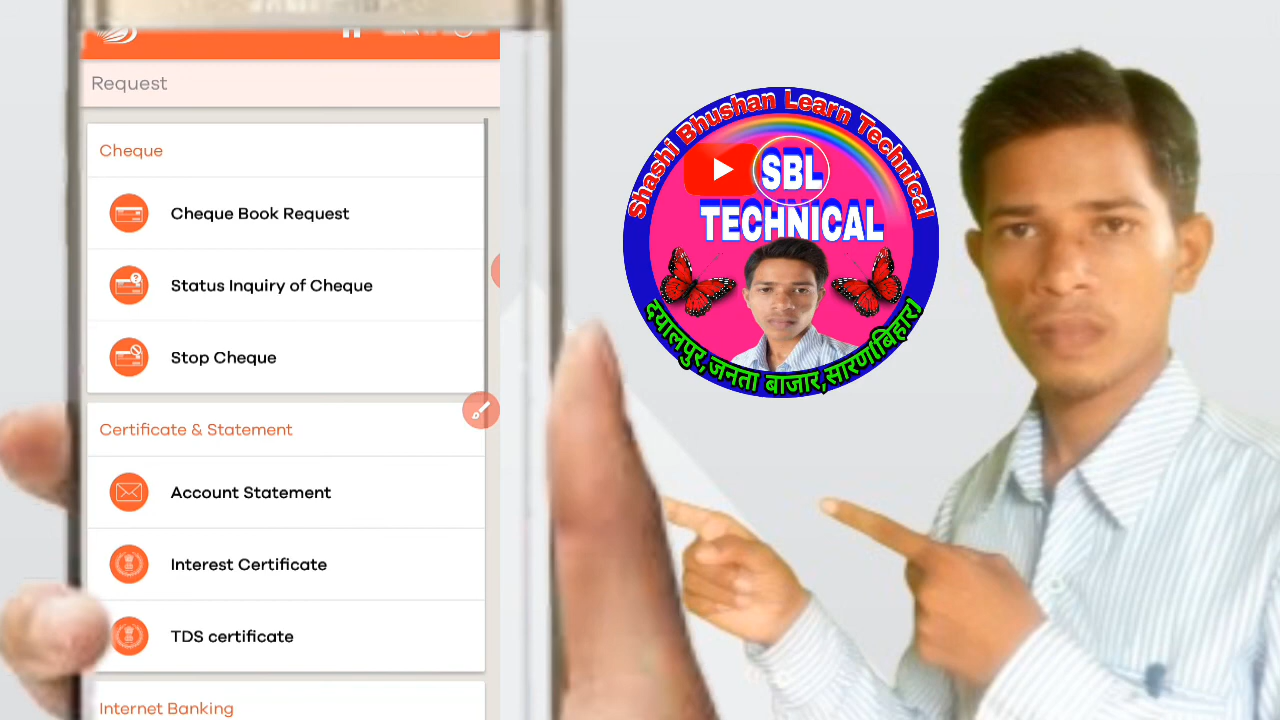 Request
Cheque
Cheque Book Request
Status Inquiry of Cheque
Stop Cheque
Certificate & Statement
Account Statement
Interest Certificate
TDS certificate
Internet Banking
Shashi Bhushan Learn Technical
SBL
TECHNICAL
दयालपुर,जनता बाजार,सारण(बिहार)